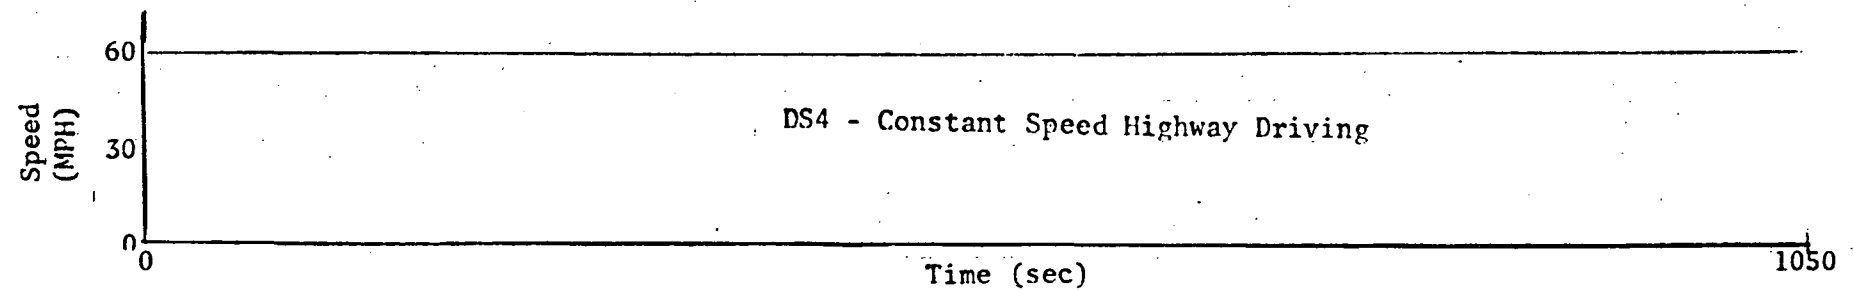 60
DS4 - Constant Speed Highway Driving
Speed
(MPH)
30
0
0
1050
Time (sec)